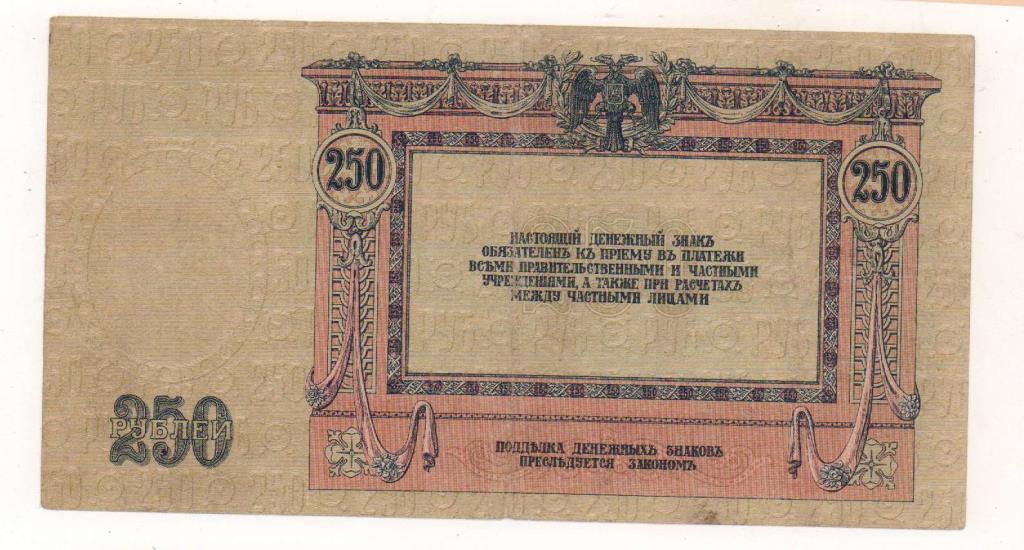 250
250
НАСТОЯЩІЙ ДЕНЕЖНЫЙ ЗНАКЪ
ОБЯЗАТЕЛЕНЪ КЪ ПРІЕМУ ВЪ ПЛАТЕЖИ
ВСѢМИ ПРАВИТЕЛЬСТВЕННЫМИ И ЧАСТНЫМИ
УЧРЕЖДЕНІЯМИ, А ТАКЖЕ ПРИ РАСЧЕТАХЪ
МЕЖДУ ЧАСТНЫМИ ЛИЦАМИ
250
РУБЛЕЙ
ПОДДѢЛКА ДЕНЕЖНЫХЪ ЗНАКОВЪ
ПРЕСЛѢДУЕТСЯ ЗАКОНОМЪ